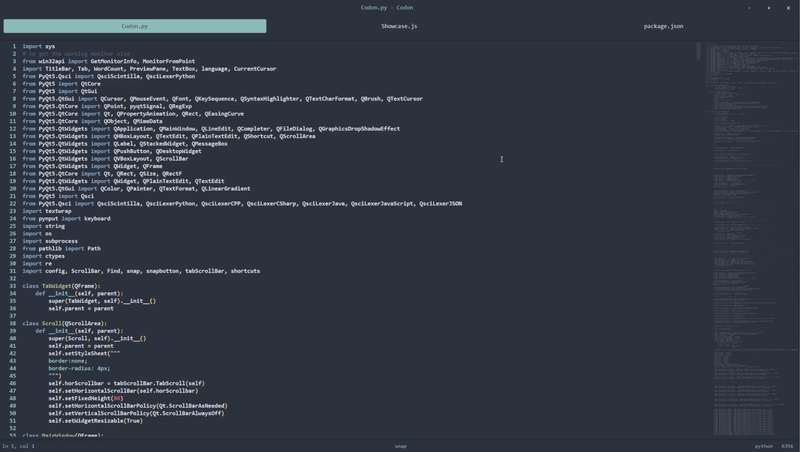 Codon.py - Codon
Codon.py
Showcase.js
package.json
1 import sys
2 # to get the working monitor size
3 from win32api import GetMonitorInfo, MonitorFromPoint
4 import TitleBar, Tab, WordCount, PreviewPane, TextBox, language, CurrentCursor
5 from PyQt5.Qsci import QsciScintilla, QsciLexerPython
6 from PyQt5 import QtCore
7 from PyQt5 import QtGui
8 from PyQt5.QtGui import QCursor, QMouseEvent, QFont, QKeySequence, QSyntaxHighlighter, QTextCharFormat, QBrush, QTextCursor
9 from PyQt5.QtCore import QPoint, pyqtSignal, QRegExp
10 from PyQt5.QtCore import Qt, QPropertyAnimation, QRect, QEasingCurve
11 from PyQt5.QtCore import QObject, QMimeData
12 from PyQt5.QtWidgets import QApplication, QMainWindow, QLineEdit, QCompleter, QFileDialog, QGraphicsDropShadowEffect
13 from PyQt5.QtWidgets import QHBoxLayout, QTextEdit, QPlainTextEdit, QShortcut, QScrollArea
14 from PyQt5.QtWidgets import QLabel, QStackedWidget, QMessageBox
15 from PyQt5.QtWidgets import QPushButton, QDesktopWidget
16 from PyQt5.QtWidgets import QVBoxLayout, QScrollBar
17 from PyQt5.QtWidgets import QWidget, QFrame
18 from PyQt5.QtCore import Qt, QRect, QSize, QRectF
19 from PyQt5.QtWidgets import QWidget, QPlainTextEdit, QTextEdit
20 from PyQt5.QtGui import QColor, QPainter, QTextFormat, QLinearGradient
21 from PyQt5 import Qsci
22 from PyQt5.Qsci import QsciScintilla, QsciLexerPython, QsciLexerCPP, QsciLexerCSharp, QsciLexerJava, QsciLexerJavaScript, QsciLexerJSON
23 import textwrap
24 from pynput import keyboard
25 import string
26 import os
27 import subprocess
28 from pathlib import Path
29 import ctypes
30 import re
31 import config, ScrollBar, Find, snap, snapbutton, tabScrollBar, shortcuts
32
33 class TabWidget(QFrame):
34 def __init__(self, parent):
35 super(TabWidget, self).__init__()
36 self.parent = parent
37
38 class Scroll(QScrollArea):
39 def __init__(self, parent):
40 super(Scroll, self).__init__()
41 self.parent = parent
42 self.setStyleSheet("""
43 border:none;
44 border-radius: 4px;
45 """)
46 self.horScrollbar = tabScrollBar.TabScroll(self)
47 self.setHorizontalScrollBar(self.horScrollbar)
48 self.setFixedHeight(80)
49 self.setHorizontalScrollBarPolicy(Qt.ScrollBarAsNeeded)
50 self.setVerticalScrollBarPolicy(Qt.ScrollBarAlwaysOff)
51 self.setWidgetResizable(True)
52
53 class MainWindow(QFrame):
ln 1, col 1
snap
python
6356